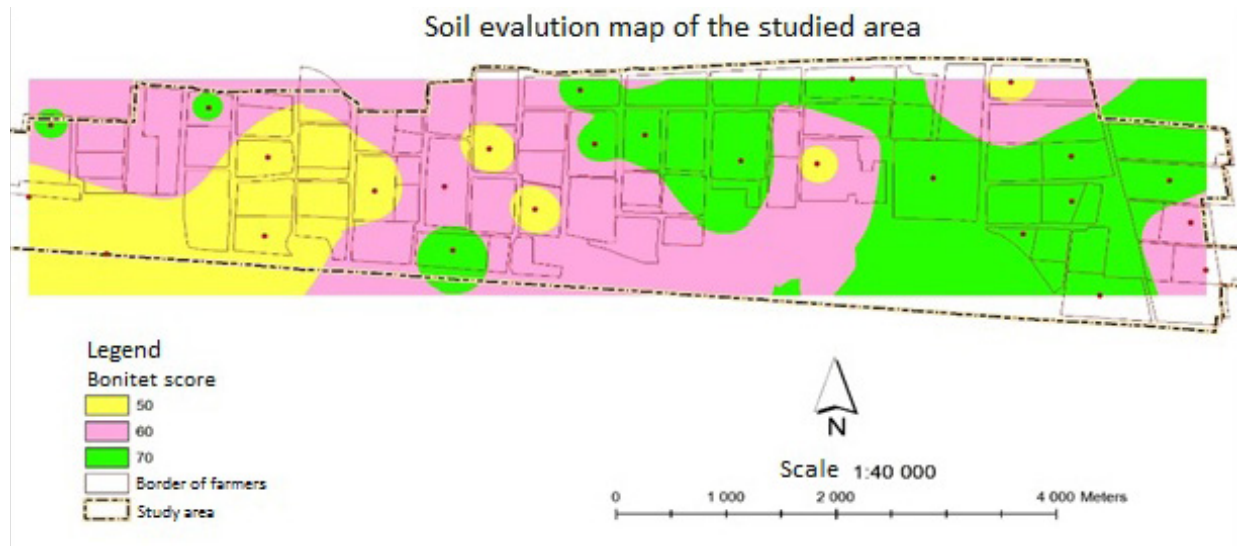 Soil evalution map of the studied area
Legend
Bonitet score
50
60
70
Border of farmers
Study area
N
Scale 1:40 000
0 1 000 2 000 4 000 Meters